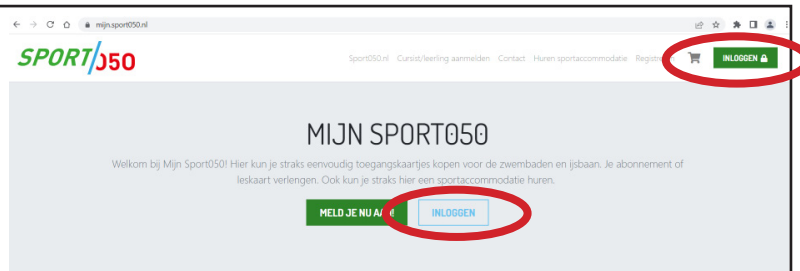 mijn.sport050.nl
SPORT/050
Sport050.nl Cursist/leerling aanmelden Contact Huren sportaccommodatie INLOGGEN
MIJN SPORT050
Welkom bij Mijn Sport050! Hier kun je straks eenvoudig toegangskaartjes kopen voor de zwembaden en ijsbaan. Je abonnement of
leskaart verlengen. Ook kun je straks hier een sportaccommodatie huren.
MELD JE NU INLOGGEN